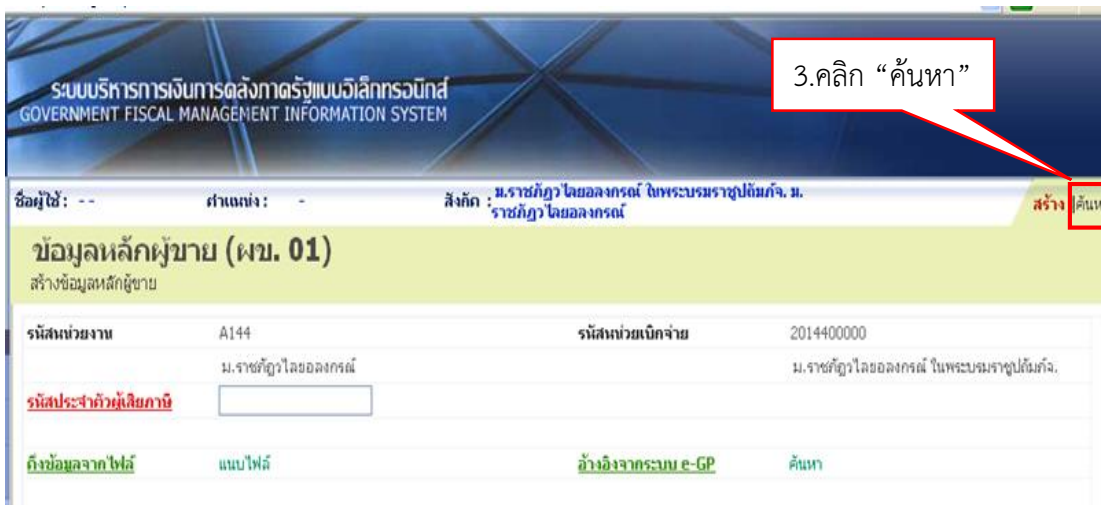 ระบบบริหารการเงินการคลังภาครัฐแบบอิเล็กทรอนิกส์
GOVERNMENT FISCAL MANAGEMENT INFORMATION SYSTEM
3.คลิก “ค้นหา”
ชื่อผู้ใช้ : - - ตำแหน่ง : - สังกัด : ม.ราชภัฏวไลยอลงกรณ์ ในพระบรมราชูปถัมภ์จ. ม.
ราชภัฏวไลยอลงกรณ์
สร้าง |ค้นห
ข้อมูลหลักผู้ขาย (ผข. 01)
สร้างข้อมูลหลักผู้ขาย
รหัสหน่วยงาน A144 รหัสหน่วยเบิกจ่าย 2014400000
ม.ราชภัฏวไลยอลงกรณ์ ม.ราชภัฏวไลยอลงกรณ์ ในพระบรมราชูปถัมภ์จ.
รหัสประจำตัวผู้เสียภาษี
ดึงข้อมูลจากไฟล์ แนบไฟล์ อ้างอิงจากระบบ e-GP ค้นหา